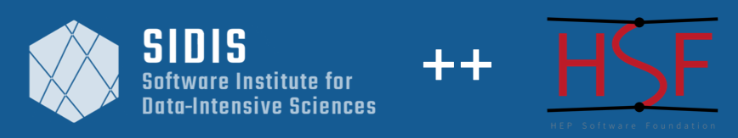 SIDIS
Software Institute for
Data-Intensive Sciences
++
HSF
HEP Software Foundation